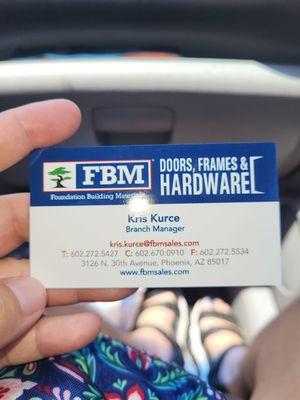 FBM
Foundation Building Materials
DOORS, FRAMES &
HARDWARE
Kris Kurce
Branch Manager
kris.kurce@fbmsales.com
T: 602.272.5427 C: 602.670.0910 F: 602.272.5534
3126 N. 30th Avenue, Phoenix, AZ 85017
www.fbmsales.com